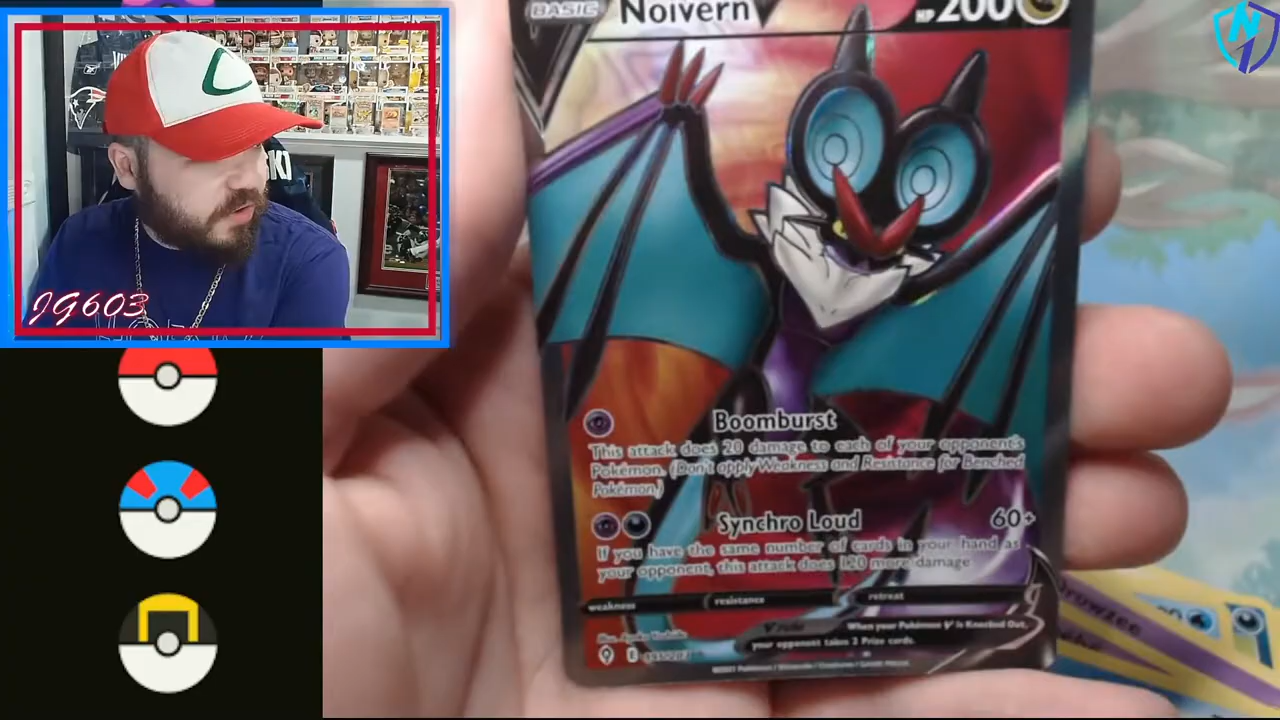 BASIC Noivern HP 200
JG603
Boomburst
This attack does 20 damage to each of your opponent's
Pokémon. (Don't apply Weakness and Resistance for Benched
Pokémon.)
Synchro Loud 60+
If you have the same number of cards in your hand as
your opponent, this attack does 120 more damage
weakness resistance retreat
When your Pokémon V is Knocked Out,
your opponent takes 2 Prize cards.
E